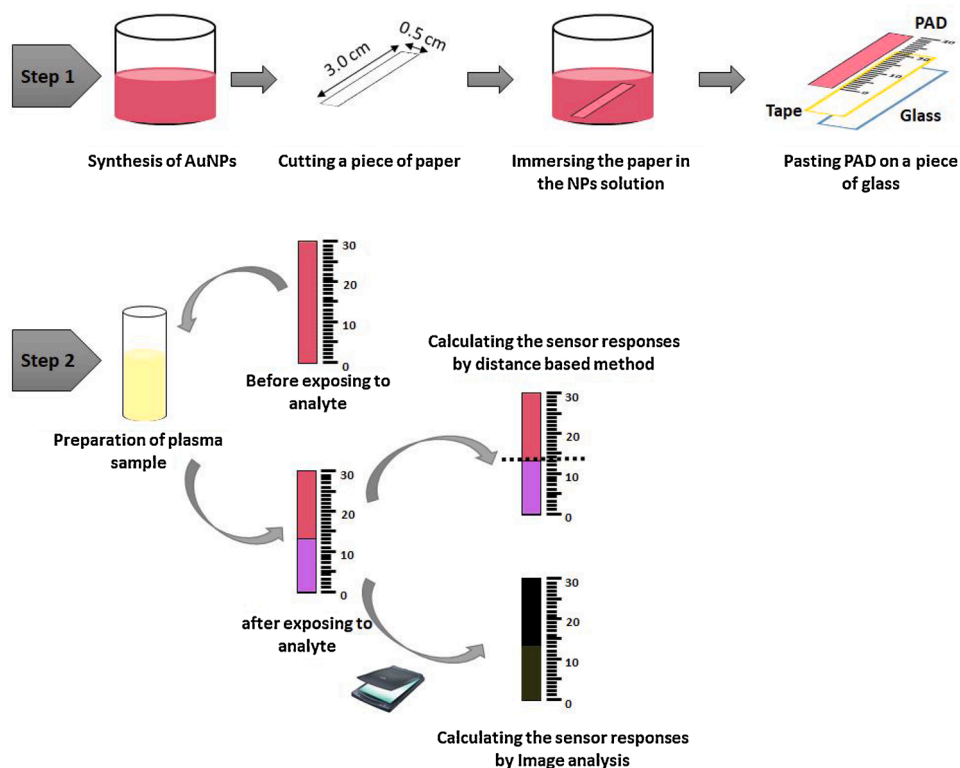 Step 1
3.0 cm
0.5 cm
PAD
30
20
10
0
Tape
Glass
Synthesis of AuNPs
Cutting a piece of paper
Immersing the paper in
the NPs solution
Pasting PAD on a piece
of glass
Step 2
30
20
10
0
Before exposing to
analyte
Preparation of plasma
sample
30
20
10
0
after exposing to
analyte
Calculating the sensor responses
by distance based method
30
20
10
0
30
20
10
0
Calculating the sensor responses
by Image analysis